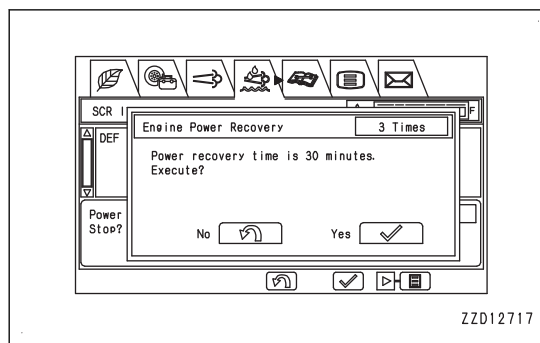 SCR I
F
Engine Power Recovery
3 Times
DEF
Power recovery time is 30 minutes.
Execute?
Power
Stop?
No
Yes
ZZD12717